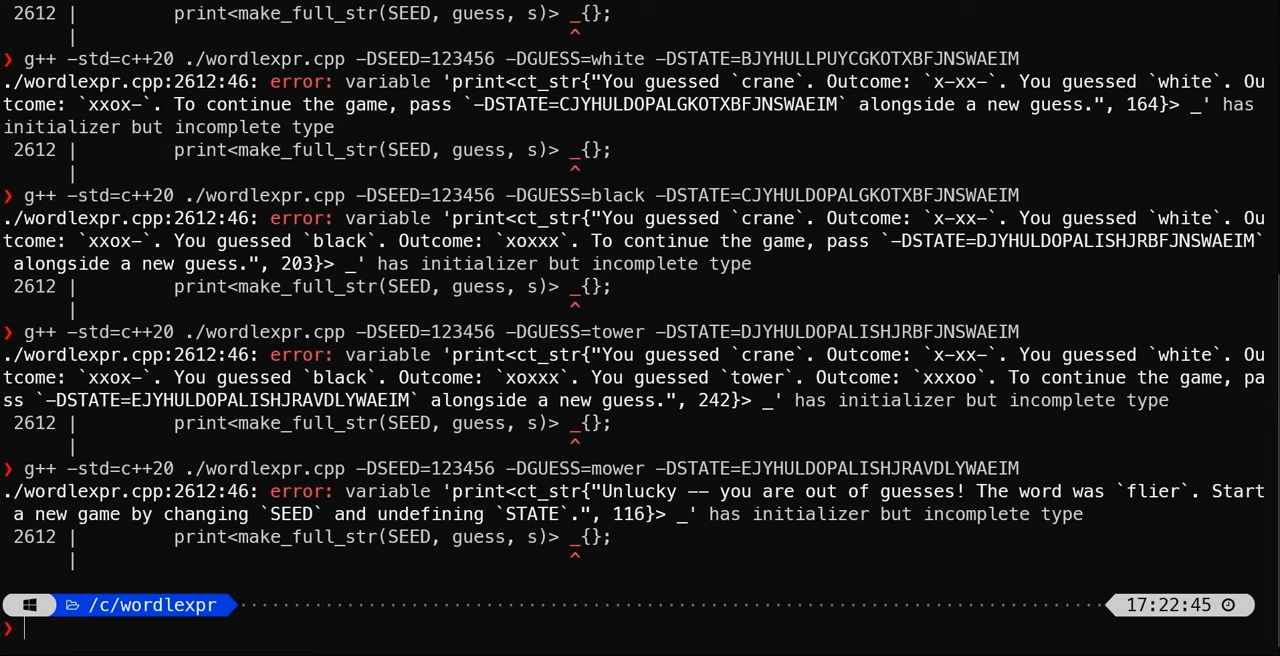 2612 |         print<make_full_str(SEED, guess, s)> _{};
     |                                              ^
❯ g++ -std=c++20 ./wordlexpr.cpp -DSEED=123456 -DGUESS=white -DSTATE=BJYHULLPUYCGKOTXBFJNSWAEIM
./wordlexpr.cpp:2612:46: error: variable 'print<ct_str{"You guessed `crane`. Outcome: `x-xx-`. You guessed `white`. Ou
tcome: `xxox-`. To continue the game, pass `-DSTATE=CJYHULDOPALGKOTXBFJNSWAEIM` alongside a new guess.", 164}> _' has
initializer but incomplete type
 2612 |         print<make_full_str(SEED, guess, s)> _{};
      |                                              ^
❯ g++ -std=c++20 ./wordlexpr.cpp -DSEED=123456 -DGUESS=black -DSTATE=CJYHULDOPALGKOTXBFJNSWAEIM
./wordlexpr.cpp:2612:46: error: variable 'print<ct_str{"You guessed `crane`. Outcome: `x-xx-`. You guessed `white`. Ou
tcome: `xxox-`. You guessed `black`. Outcome: `xoxxx`. To continue the game, pass `-DSTATE=DJYHULDOPALISHJRBFJNSWAEIM`
 alongside a new guess.", 203}> _' has initializer but incomplete type
 2612 |         print<make_full_str(SEED, guess, s)> _{};
      |                                              ^
❯ g++ -std=c++20 ./wordlexpr.cpp -DSEED=123456 -DGUESS=tower -DSTATE=DJYHULDOPALISHJRBFJNSWAEIM
./wordlexpr.cpp:2612:46: error: variable 'print<ct_str{"You guessed `crane`. Outcome: `x-xx-`. You guessed `white`. Ou
tcome: `xxox-`. You guessed `black`. Outcome: `xoxxx`. You guessed `tower`. Outcome: `xxxoo`. To continue the game, pa
ss `-DSTATE=EJYHULDOPALISHJRAVDLYWAEIM` alongside a new guess.", 242}> _' has initializer but incomplete type
 2612 |         print<make_full_str(SEED, guess, s)> _{};
      |                                              ^
❯ g++ -std=c++20 ./wordlexpr.cpp -DSEED=123456 -DGUESS=mower -DSTATE=EJYHULDOPALISHJRAVDLYWAEIM
./wordlexpr.cpp:2612:46: error: variable 'print<ct_str{"Unlucky -- you are out of guesses! The word was `flier`. Start
 a new game by changing `SEED` and undefining `STATE`.", 116}> _' has initializer but incomplete type
 2612 |         print<make_full_str(SEED, guess, s)> _{};
      |                                              ^
/c/wordlexpr 17:22:45
❯